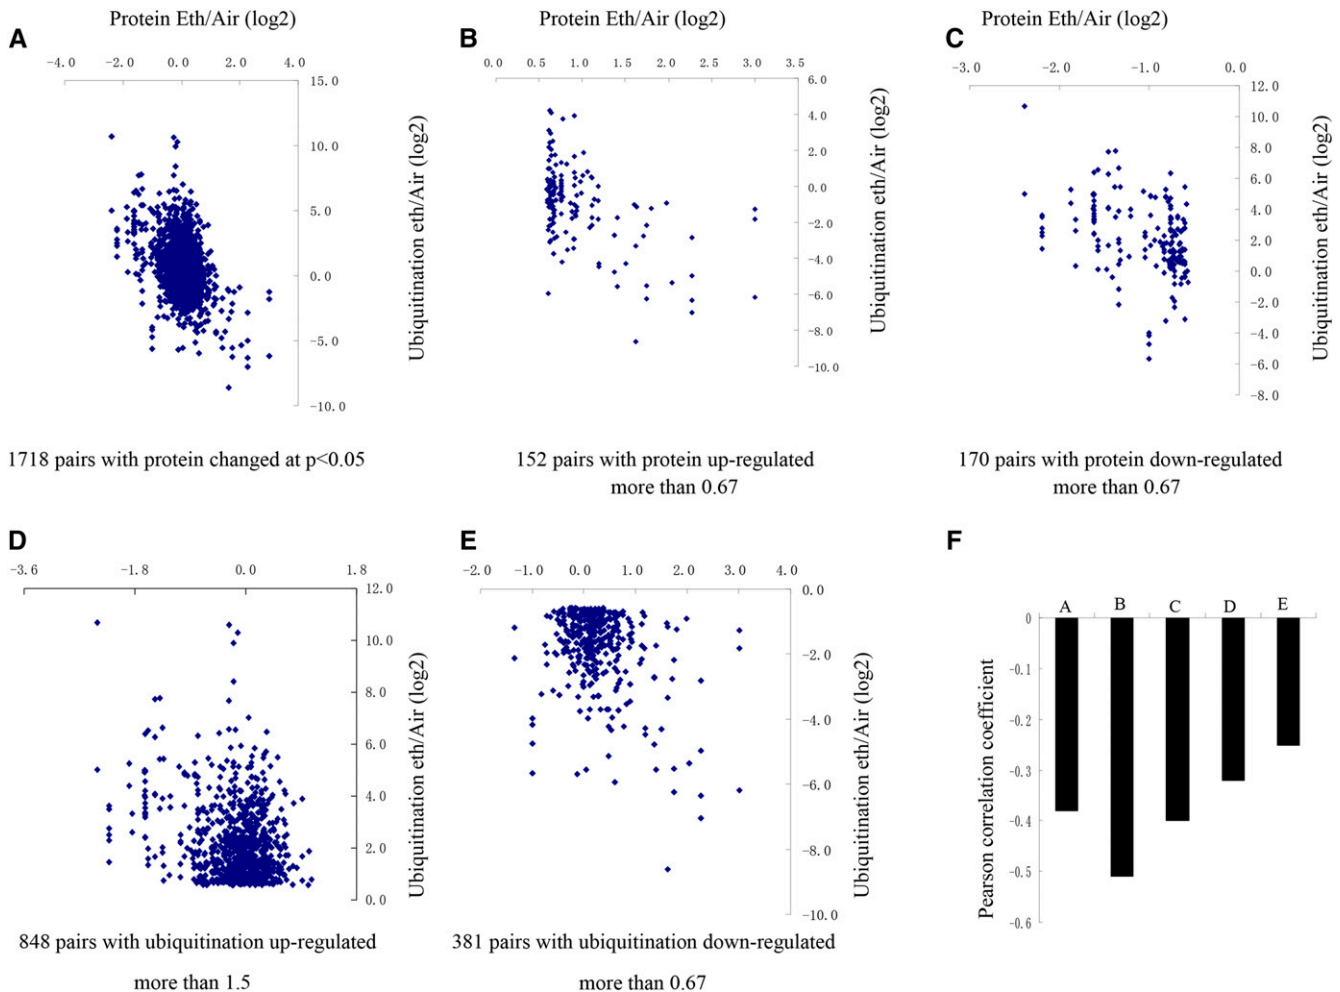 Protein Eth/Air (log2)
Protein Eth/Air (log2)
Protein Eth/Air (log2)
A
B
C
-4.0 -2.0 0.0 2.0 4.0
15.0
10.0
5.0
0.0
-5.0
-10.0
Ubiquitination eth/Air (log2)
0.0 0.5 1.0 1.5 2.0 2.5 3.0 3.5
6.0
4.0
2.0
0.0
-2.0
-4.0
-6.0
-8.0
-10.0
Ubiquitination eth/Air (log2)
-3.0 -2.0 -1.0 0.0
12.0
10.0
8.0
6.0
4.0
2.0
0.0
-2.0
-4.0
-6.0
-8.0
Ubiquitination eth/Air (log2)
1718 pairs with protein changed at p<0.05
152 pairs with protein up-regulated
more than 0.67
170 pairs with protein down-regulated
more than 0.67
D
E
F
-3.6 -1.8 0.0 1.8
12.0
10.0
8.0
6.0
4.0
2.0
0.0
Ubiquitination eth/Air (log2)
-2.0 -1.0 0.0 1.0 2.0 3.0 4.0
0.0
-2.0
-4.0
-6.0
-8.0
-10.0
Ubiquitination eth/Air (log2)
A B C D E
0
-0.1
-0.2
-0.3
-0.4
-0.5
-0.6
Pearson correlation coefficient
848 pairs with ubiquitination up-regulated
more than 1.5
381 pairs with ubiquitination down-regulated
more than 0.67